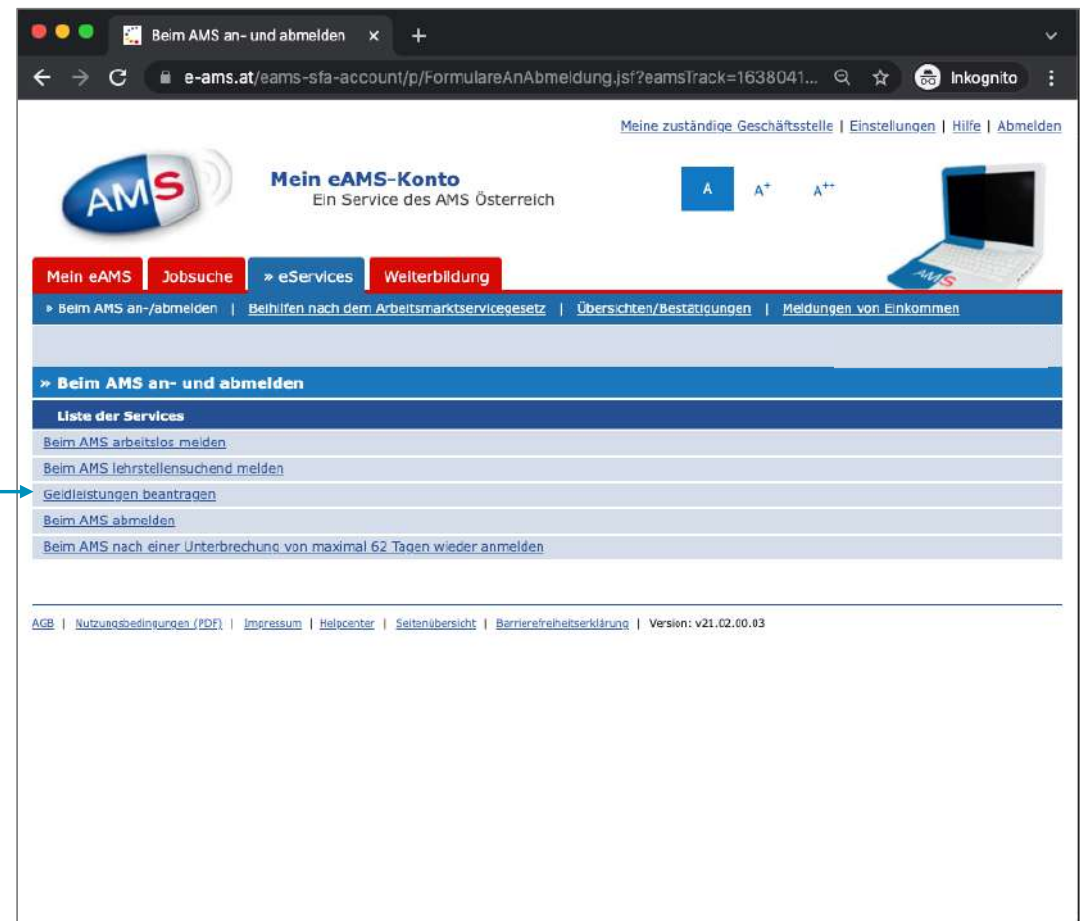 Beim AMS an- und abmelden × +
e-ams.at/eams-sfa-account/p/FormulareAnAbmeldung.jsf?eamsTrack=1638041... Inkognito
Meine zuständige Geschäftsstelle | Einstellungen | Hilfe | Abmelden
AMS
Mein eAMS-Konto
Ein Service des AMS Österreich
A A+ A++
AMS
Mein eAMS Jobsuche » eServices Weiterbildung
» Beim AMS an-/abmelden | Beihilfen nach dem Arbeitsmarktservicegesetz | Übersichten/Bestätigungen | Meldungen von Einkommen
» Beim AMS an- und abmelden
Liste der Services
Beim AMS arbeitslos melden
Beim AMS lehrstellensuchend melden
Geldleistungen beantragen
Beim AMS abmelden
Beim AMS nach einer Unterbrechung von maximal 62 Tagen wieder anmelden
AGB | Nutzungsbedingungen (PDF) | Impressum | Helpcenter | Seitenübersicht | Barrierefreiheitserklärung | Version: v21.02.00.03